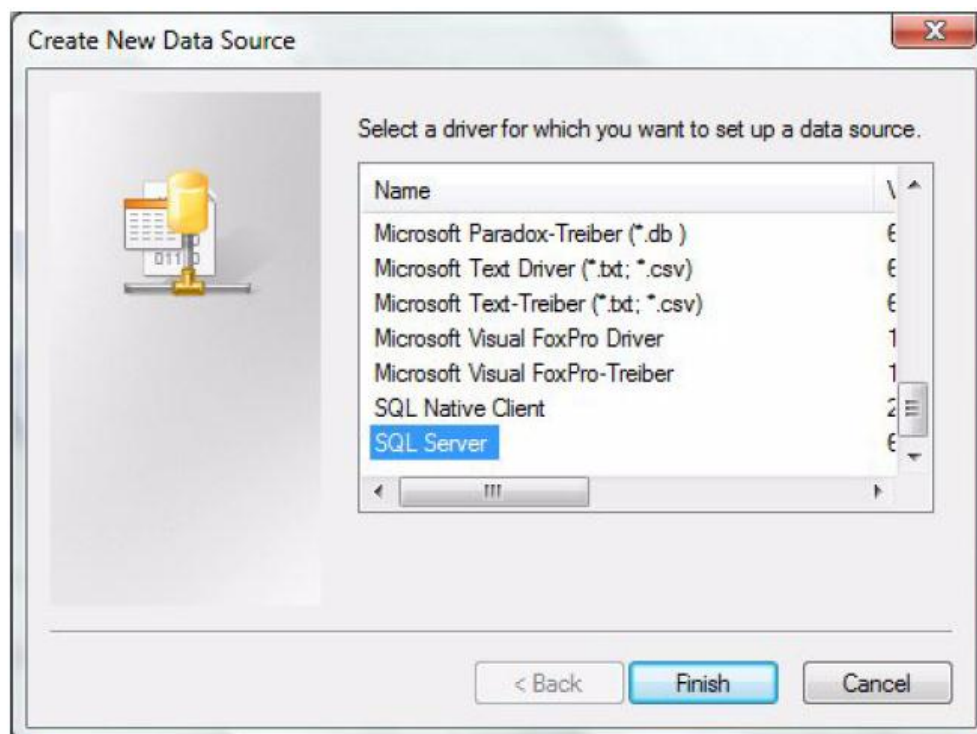 Create New Data Source
Select a driver for which you want to set up a data source.
Name
Microsoft Paradox-Treiber (*.db )
Microsoft Text Driver (*.txt; *.csv)
Microsoft Text-Treiber (*.txt; *.csv)
Microsoft Visual FoxPro Driver
Microsoft Visual FoxPro-Treiber
SQL Native Client
SQL Server
< Back
Finish
Cancel